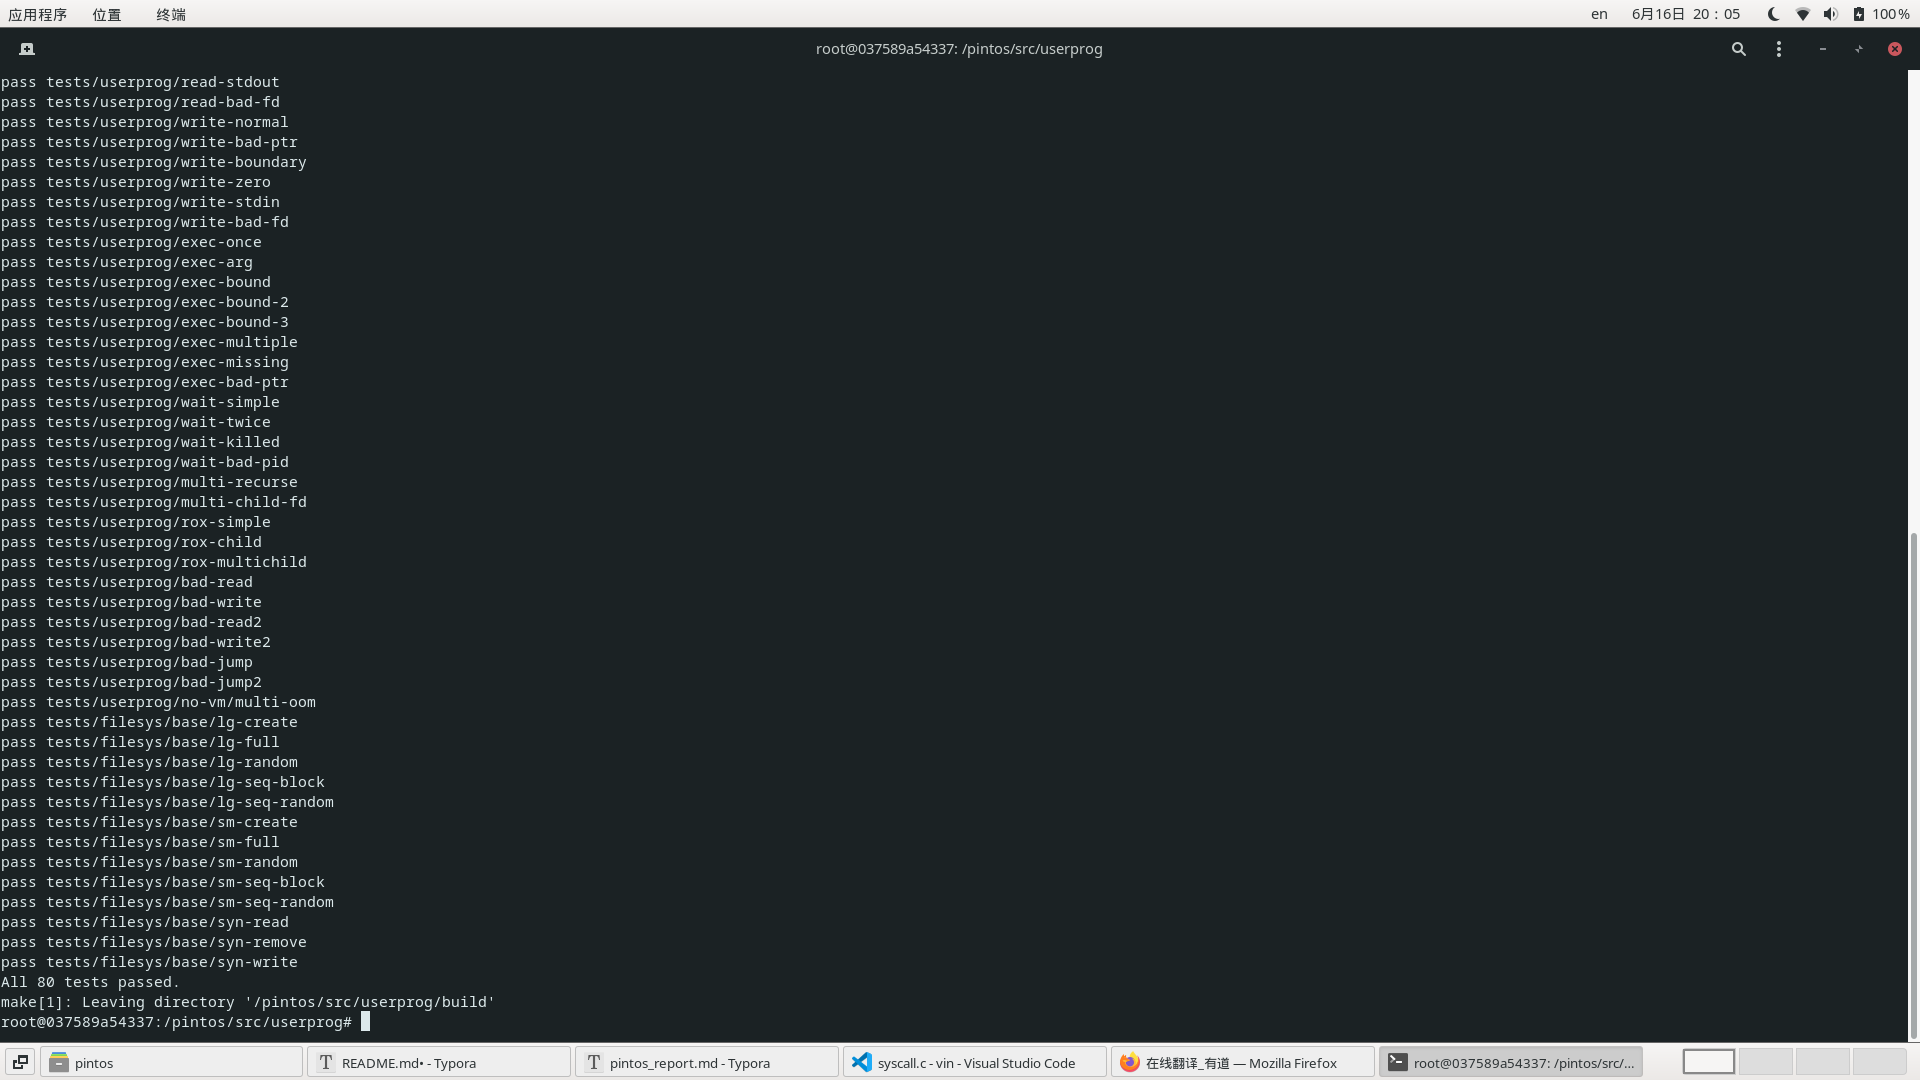 应用程序 位置 终端 en 6月16日 20：05 100%
root@037589a54337: /pintos/src/userprog
pass tests/userprog/read-stdout
pass tests/userprog/read-bad-fd
pass tests/userprog/write-normal
pass tests/userprog/write-bad-ptr
pass tests/userprog/write-boundary
pass tests/userprog/write-zero
pass tests/userprog/write-stdin
pass tests/userprog/write-bad-fd
pass tests/userprog/exec-once
pass tests/userprog/exec-arg
pass tests/userprog/exec-bound
pass tests/userprog/exec-bound-2
pass tests/userprog/exec-bound-3
pass tests/userprog/exec-multiple
pass tests/userprog/exec-missing
pass tests/userprog/exec-bad-ptr
pass tests/userprog/wait-simple
pass tests/userprog/wait-twice
pass tests/userprog/wait-killed
pass tests/userprog/wait-bad-pid
pass tests/userprog/multi-recurse
pass tests/userprog/multi-child-fd
pass tests/userprog/rox-simple
pass tests/userprog/rox-child
pass tests/userprog/rox-multichild
pass tests/userprog/bad-read
pass tests/userprog/bad-write
pass tests/userprog/bad-read2
pass tests/userprog/bad-write2
pass tests/userprog/bad-jump
pass tests/userprog/bad-jump2
pass tests/userprog/no-vm/multi-oom
pass tests/filesys/base/lg-create
pass tests/filesys/base/lg-full
pass tests/filesys/base/lg-random
pass tests/filesys/base/lg-seq-block
pass tests/filesys/base/lg-seq-random
pass tests/filesys/base/sm-create
pass tests/filesys/base/sm-full
pass tests/filesys/base/sm-random
pass tests/filesys/base/sm-seq-block
pass tests/filesys/base/sm-seq-random
pass tests/filesys/base/syn-read
pass tests/filesys/base/syn-remove
pass tests/filesys/base/syn-write
All 80 tests passed.
make[1]: Leaving directory '/pintos/src/userprog/build'
root@037589a54337:/pintos/src/userprog#
pintos README.md• - Typora pintos_report.md - Typora syscall.c - vin - Visual Studio Code 在线翻译_有道 — Mozilla Firefox root@037589a54337: /pintos/src/...